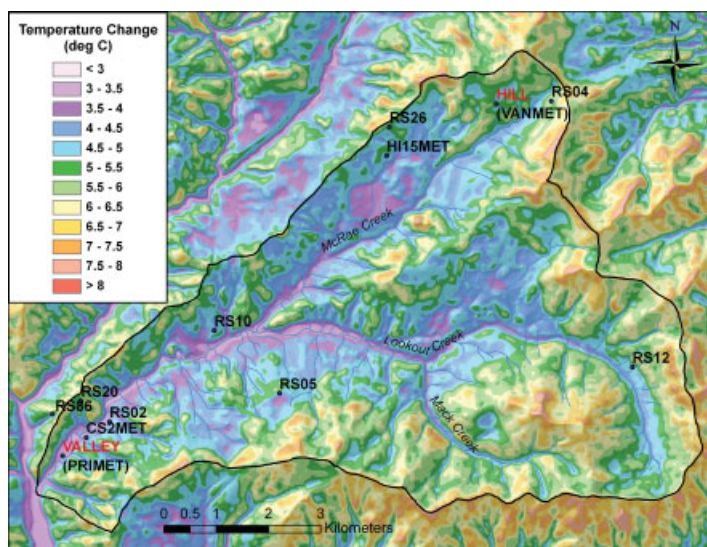 Temperature Change
(deg C)
< 3
3 - 3.5
3.5 - 4
4 - 4.5
4.5 - 5
5 - 5.5
5.5 - 6
6 - 6.5
6.5 - 7
7 - 7.5
7.5 - 8
> 8
N
HILL
(VANMET)
RS04
RS26
HI15MET
McRae Creek
RS10
Lookout Creek
RS12
RS05
Mack Creek
RS20
RS86
RS02
CS2MET
VALLEY
(PRIMET)
0 0.5 1 2 3
Kilometers